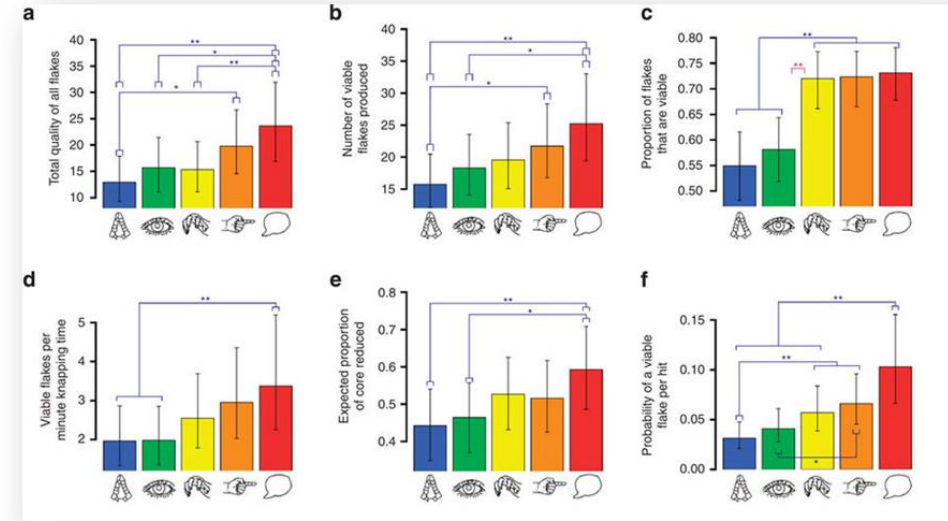 a
Total quality of all flakes
40
35
30
25
20
15
10
**
*
**
*
b
Number of viable
flakes produced
40
35
30
25
20
15
**
*
*
c
Proportion of flakes
that are viable
0.80
0.75
0.70
0.65
0.60
0.55
0.50
**
**
d
Viable flakes per
minute knapping time
5
4
3
2
**
e
Expected proportion
of core reduced
0.8
0.7
0.6
0.5
0.4
**
*
f
Probability of a viable
flake per hit
0.15
0.10
0.05
0.00
**
**
*